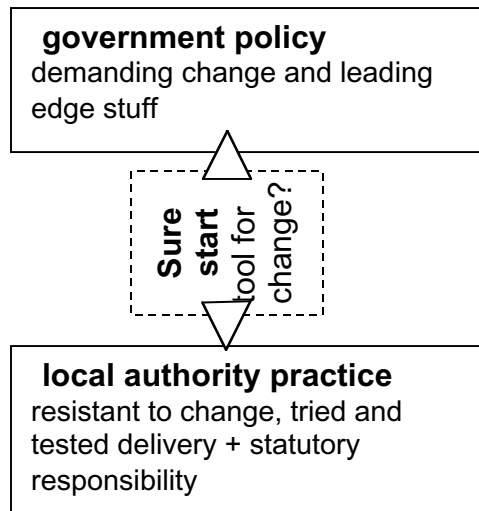 government policy
demanding change and leading
edge stuff
Sure
start
tool for
change?
local authority practice
resistant to change, tried and
tested delivery + statutory
responsibility